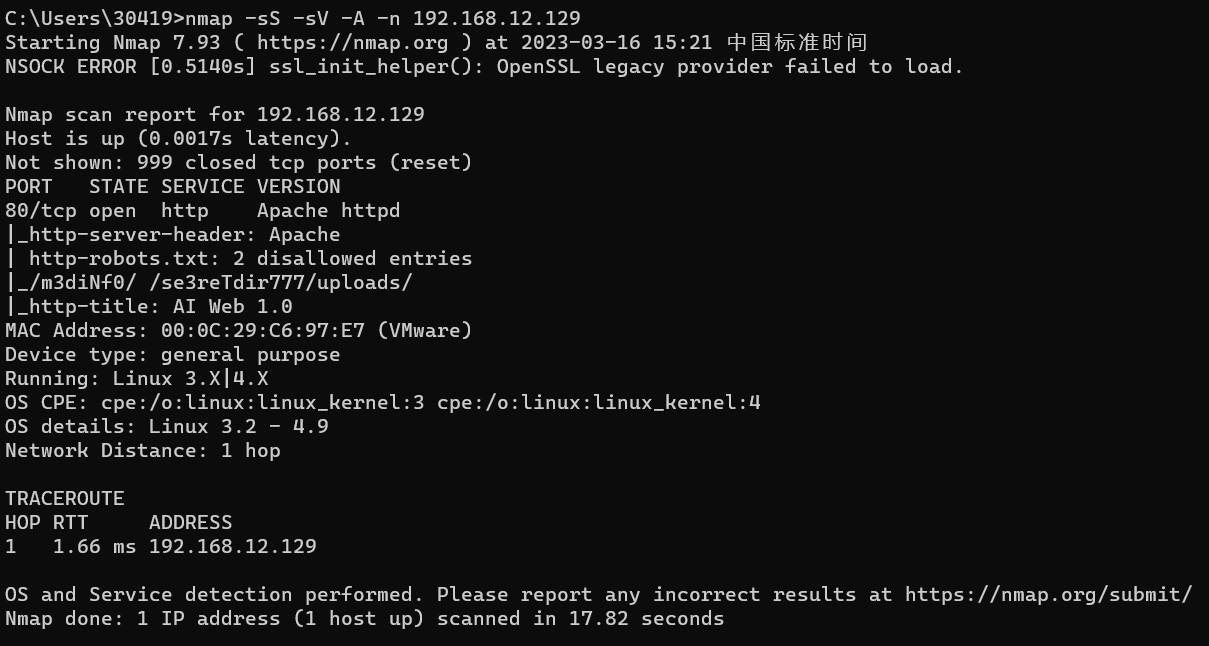 C:\Users\30419>nmap -sS -sV -A -n 192.168.12.129
Starting Nmap 7.93 ( https://nmap.org ) at 2023-03-16 15:21 中国标准时间
NSOCK ERROR [0.5140s] ssl_init_helper(): OpenSSL legacy provider failed to load.

Nmap scan report for 192.168.12.129
Host is up (0.0017s latency).
Not shown: 999 closed tcp ports (reset)
PORT   STATE SERVICE VERSION
80/tcp open  http    Apache httpd
|_http-server-header: Apache
| http-robots.txt: 2 disallowed entries
|_/m3diNf0/ /se3reTdir777/uploads/
|_http-title: AI Web 1.0
MAC Address: 00:0C:29:C6:97:E7 (VMware)
Device type: general purpose
Running: Linux 3.X|4.X
OS CPE: cpe:/o:linux:linux_kernel:3 cpe:/o:linux:linux_kernel:4
OS details: Linux 3.2 - 4.9
Network Distance: 1 hop

TRACEROUTE
HOP RTT     ADDRESS
1   1.66 ms 192.168.12.129

OS and Service detection performed. Please report any incorrect results at https://nmap.org/submit/
Nmap done: 1 IP address (1 host up) scanned in 17.82 seconds